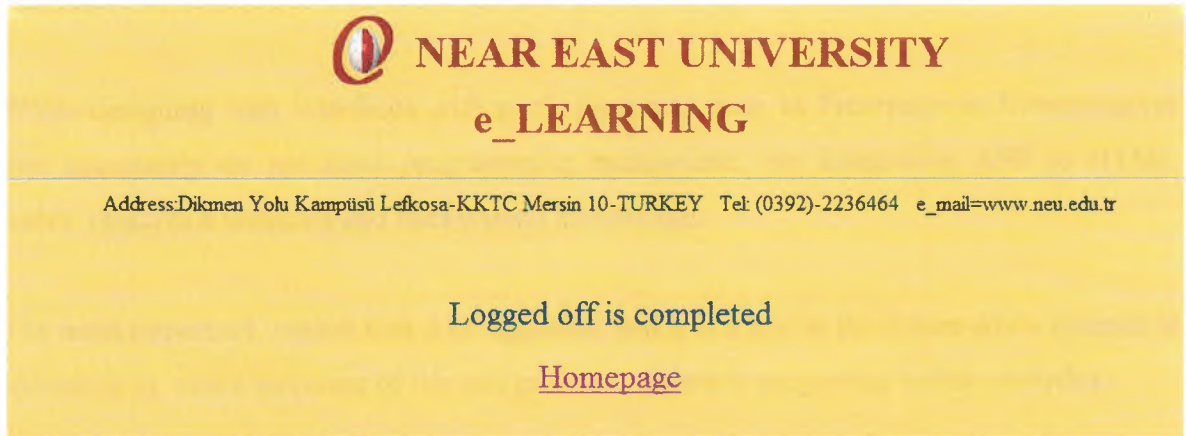 NEAR EAST UNIVERSITY
e_LEARNING
Address:Dikmen Yolu Kampüsü Lefkosa-KKTC Mersin 10-TURKEY Tel: (0392)-2236464 e_mail=www.neu.edu.tr
Logged off is completed
Homepage